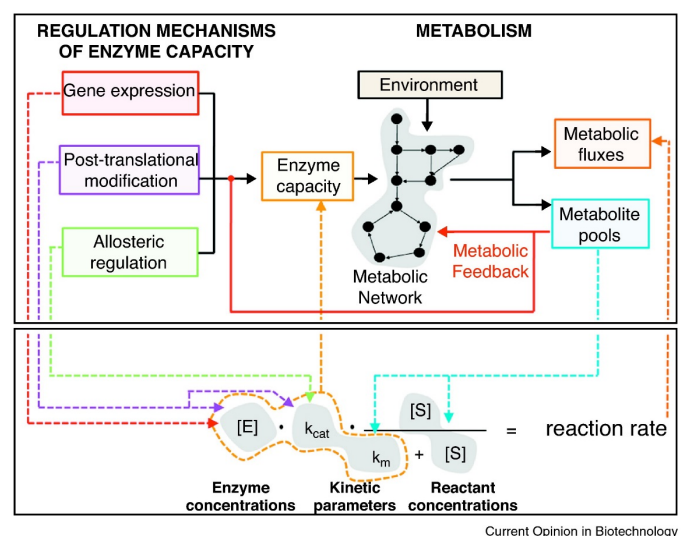 REGULATION MECHANISMS
OF ENZYME CAPACITY
METABOLISM
Gene expression
Post-translational
modification
Allosteric
regulation
Enzyme
capacity
Environment
Metabolic
Network
Metabolic
fluxes
Metabolite
pools
Metabolic
Feedback
[E] · kcat · [S]
km + [S]
= reaction rate
Enzyme
concentrations
Kinetic
parameters
Reactant
concentrations
Current Opinion in Biotechnology